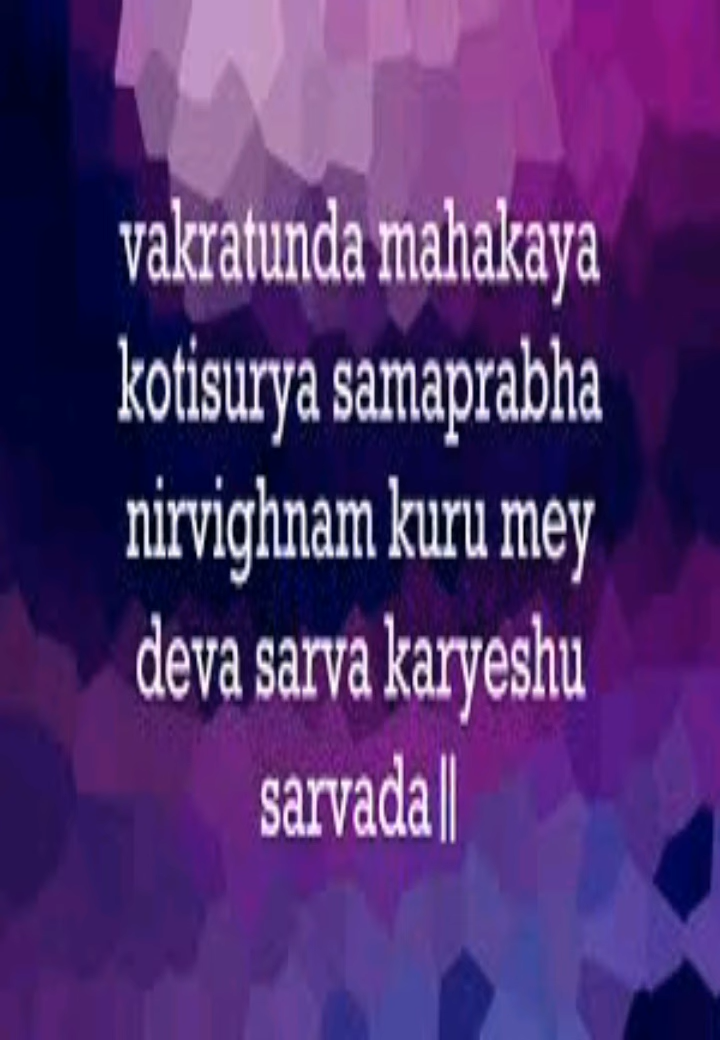 vakratunda mahakaya
kotisurya samaprabha
nirvighnam kuru mey
deva sarva karyeshu
sarvada||